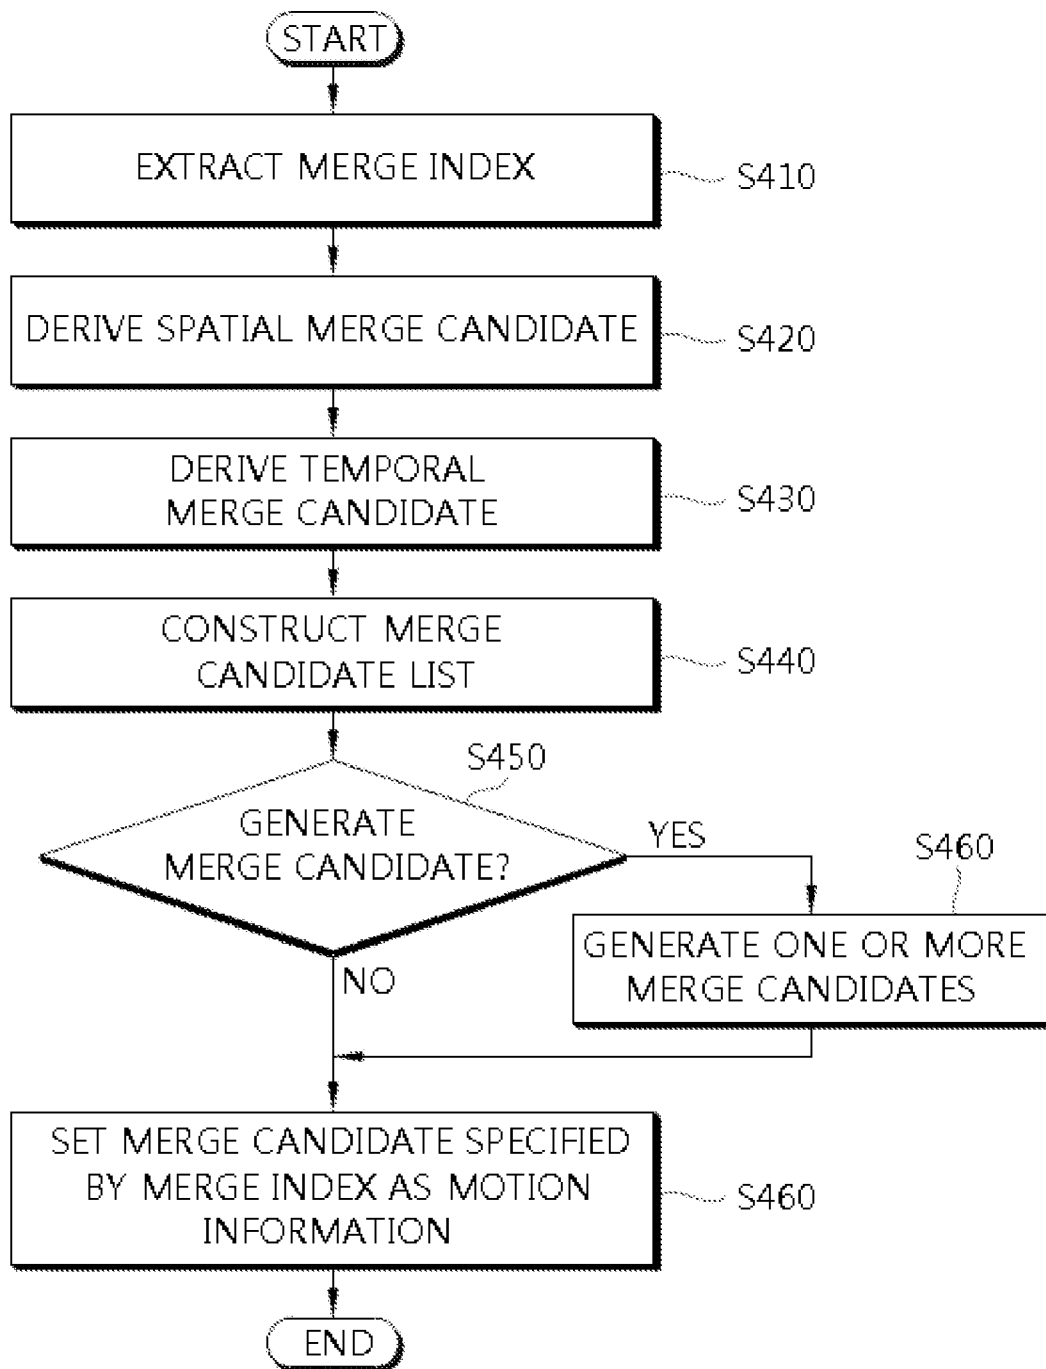 START
EXTRACT MERGE INDEX
S410
DERIVE SPATIAL MERGE CANDIDATE
S420
DERIVE TEMPORAL
MERGE CANDIDATE
S430
CONSTRUCT MERGE
CANDIDATE LIST
S440
S450
GENERATE
MERGE CANDIDATE?
YES
S460
GENERATE ONE OR MORE
MERGE CANDIDATES
NO
SET MERGE CANDIDATE SPECIFIED
BY MERGE INDEX AS MOTION
INFORMATION
S460
END